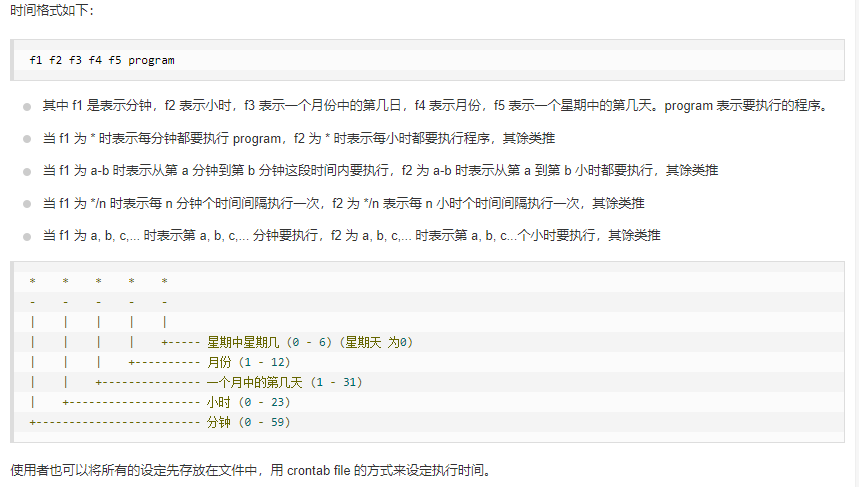 时间格式如下：
f1 f2 f3 f4 f5 program
其中 f1 是表示分钟，f2 表示小时，f3 表示一个月份中的第几日，f4 表示月份，f5 表示一个星期中的第几天。program 表示要执行的程序。
当 f1 为 * 时表示每分钟都要执行 program，f2 为 * 时表示每小时都要执行程序，其馀类推
当 f1 为 a-b 时表示从第 a 分钟到第 b 分钟这段时间内要执行，f2 为 a-b 时表示从第 a 到第 b 小时都要执行，其馀类推
当 f1 为 */n 时表示每 n 分钟个时间间隔执行一次，f2 为 */n 表示每 n 小时个时间间隔执行一次，其馀类推
当 f1 为 a, b, c,... 时表示第 a, b, c,... 分钟要执行，f2 为 a, b, c,... 时表示第 a, b, c...个小时要执行，其馀类推
*    *    *    *    *
-    -    -    -    -
|    |    |    |    |
|    |    |    |    +----- 星期中星期几 (0 - 6) (星期天 为0)
|    |    |    +---------- 月份 (1 - 12)
|    |    +--------------- 一个月中的第几天 (1 - 31)
|    +-------------------- 小时 (0 - 23)
+------------------------- 分钟 (0 - 59)
使用者也可以将所有的设定先存放在文件中，用 crontab file 的方式来设定执行时间。